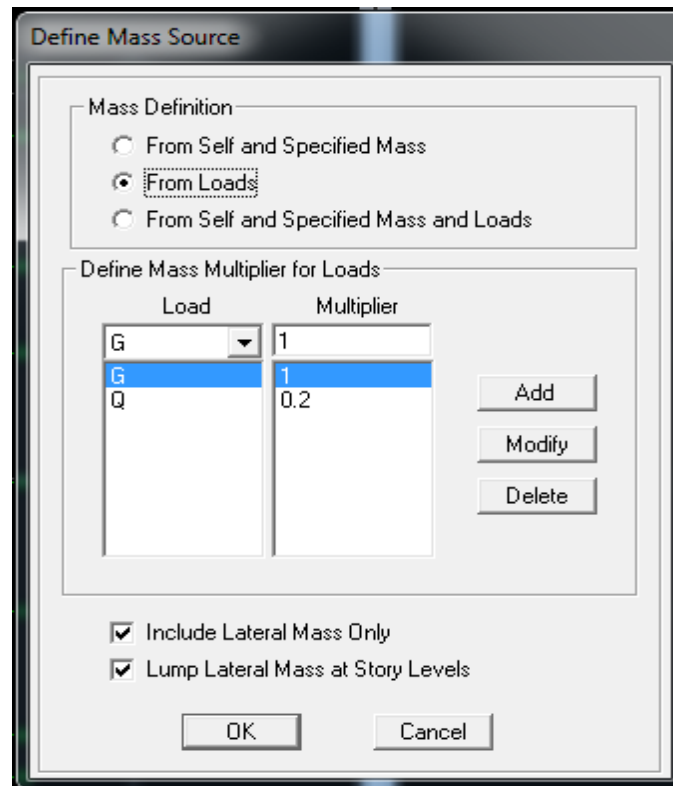 Define Mass Source
Mass Definition
From Self and Specified Mass
From Loads
From Self and Specified Mass and Loads
Define Mass Multiplier for Loads
Load Multiplier
G 1
G 1
Q 0.2
Add
Modify
Delete
Include Lateral Mass Only
Lump Lateral Mass at Story Levels
OK Cancel